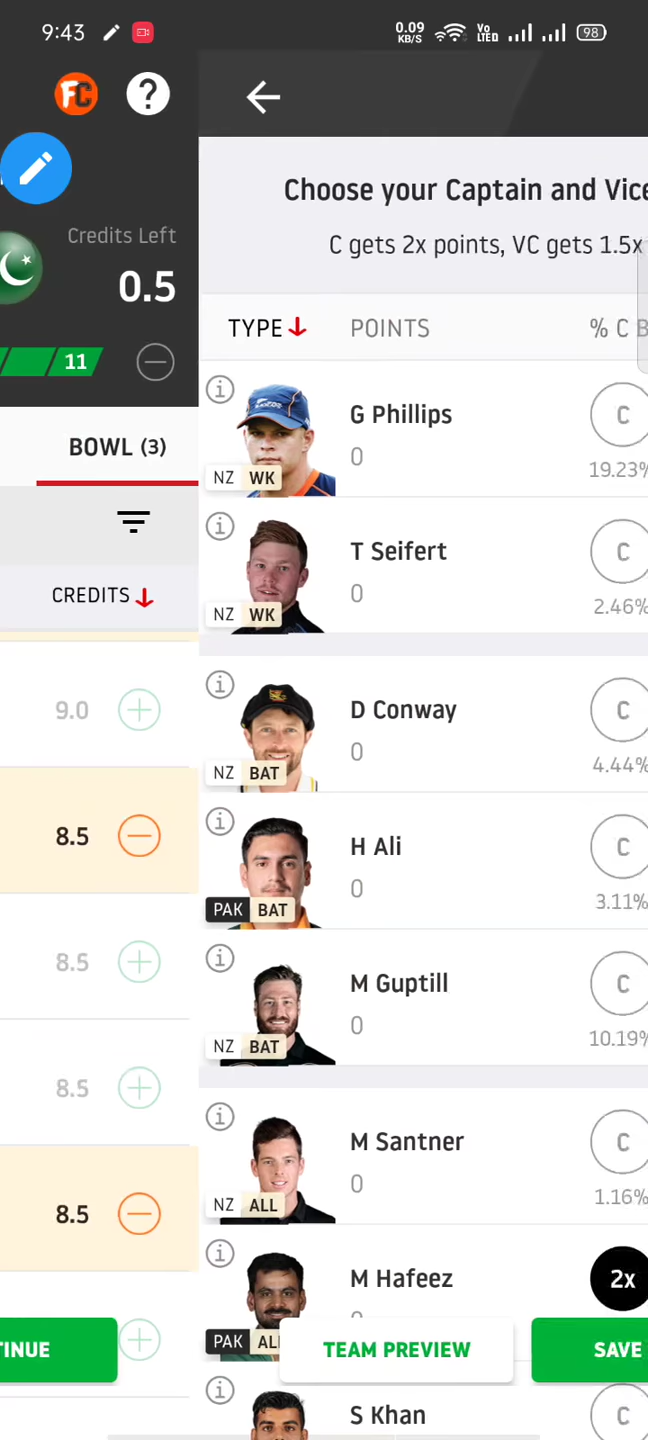 9:43
0.09 KB/S
Vo LTED
98
FC
?
Credits Left
0.5
11
BOWL (3)
CREDITS
9.0
8.5
8.5
8.5
8.5
TINUE
Choose your Captain and Vice
C gets 2x points, VC gets 1.5x
TYPE
POINTS
% C B
G Phillips
C
0
19.23%
NZ WK
T Seifert
C
0
2.46%
NZ WK
D Conway
C
0
4.44%
NZ BAT
H Ali
C
0
3.11%
PAK BAT
M Guptill
C
0
10.19%
NZ BAT
M Santner
C
0
1.16%
NZ ALL
M Hafeez
2x
PAK
TEAM PREVIEW
SAVE
S Khan
C